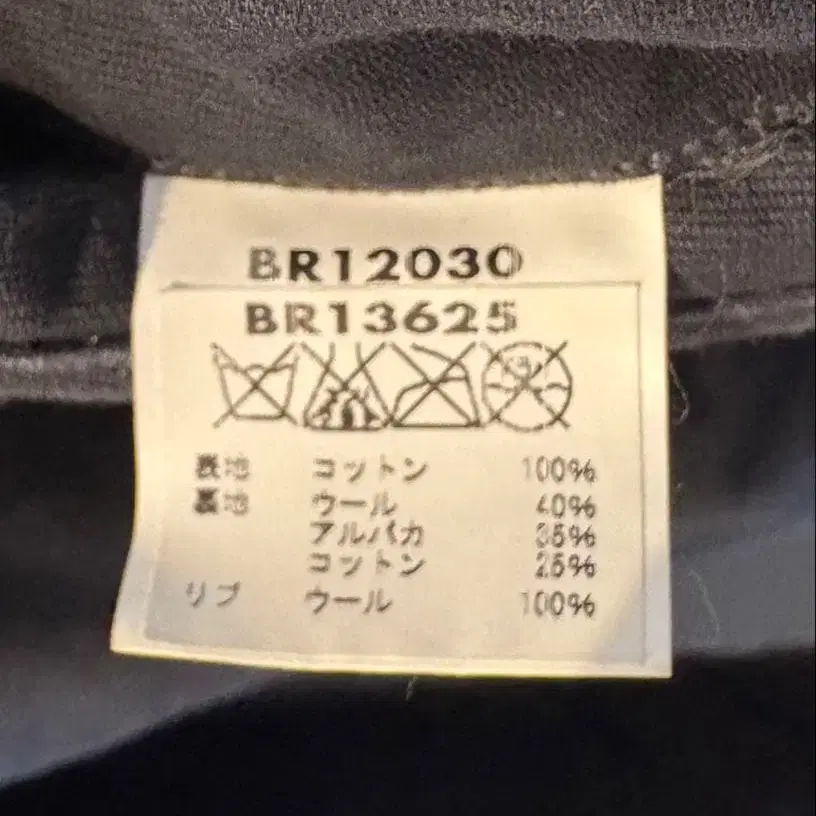 BR12030
BR13625
表地 コットン 100%
裏地 ウール 40%
アルパカ 35%
コットン 25%
リブ ウール 100%